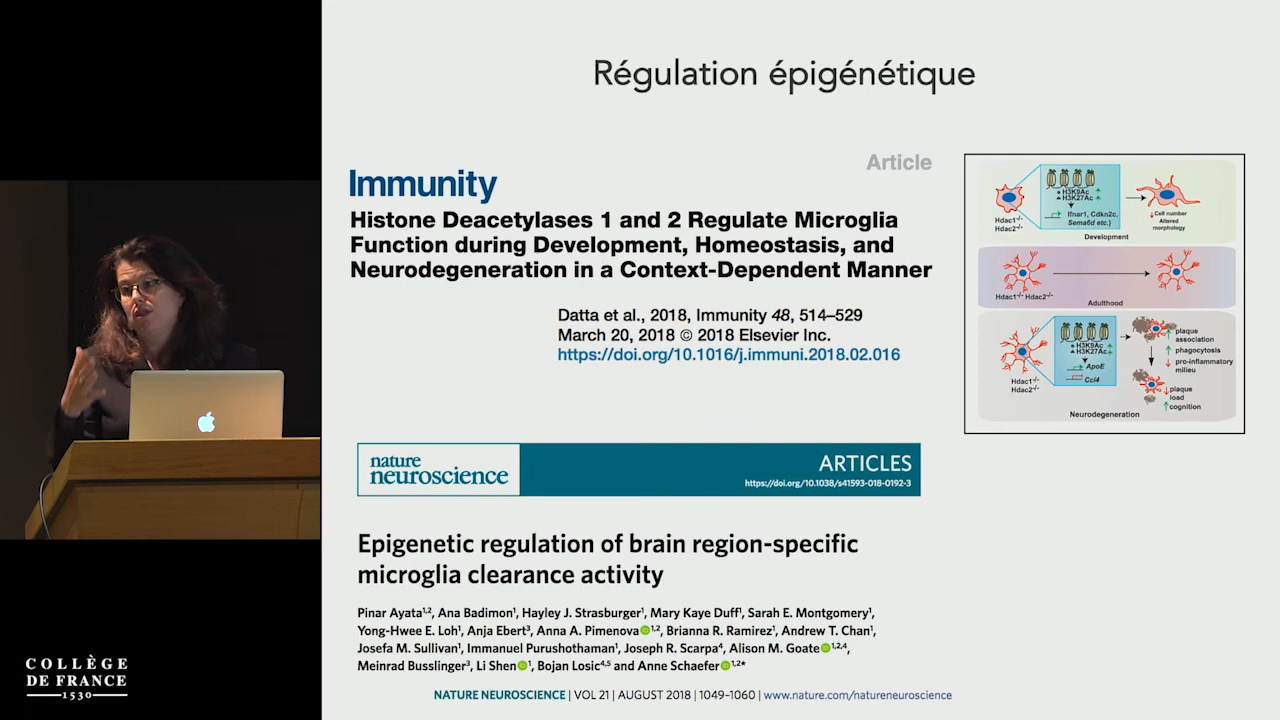 Régulation épigénétique
Article
Immunity
Histone Deacetylases 1 and 2 Regulate Microglia
Function during Development, Homeostasis, and
Neurodegeneration in a Context-Dependent Manner
Datta et al., 2018, Immunity 48, 514–529
March 20, 2018 © 2018 Elsevier Inc.
https://doi.org/10.1016/j.immuni.2018.02.016
Hdac1-/-
Hdac2-/-
H3K9Ac
H3K27Ac
Ifnar1, Cdkn2c,
Sema6d etc.)
Cell number
Altered
morphology
Development
Hdac1-/- Hdac2-/-
Adulthood
Hdac1-/-
Hdac2-/-
H3K9Ac
H3K27Ac
ApoE
Ccl4
plaque
association
phagocytosis
pro-inflammatory
milieu
plaque
load
cognition
Neurodegeneration
nature
neuroscience
ARTICLES
https://doi.org/10.1038/s41593-018-0192-3
Epigenetic regulation of brain region-specific
microglia clearance activity
Pinar Ayata1,2, Ana Badimon1, Hayley J. Strasburger1, Mary Kaye Duff1, Sarah E. Montgomery1,
Yong-Hwee E. Loh1, Anja Ebert3, Anna A. Pimenova1,2, Brianna R. Ramirez1, Andrew T. Chan1,
Josefa M. Sullivan1, Immanuel Purushothaman1, Joseph R. Scarpa4, Alison M. Goate1,2,4,
Meinrad Busslinger3, Li Shen1, Bojan Losic4,5 and Anne Schaefer1,2*
NATURE NEUROSCIENCE | VOL 21 | AUGUST 2018 | 1049–1060 | www.nature.com/natureneuroscience
COLLÈGE
DE FRANCE
1530